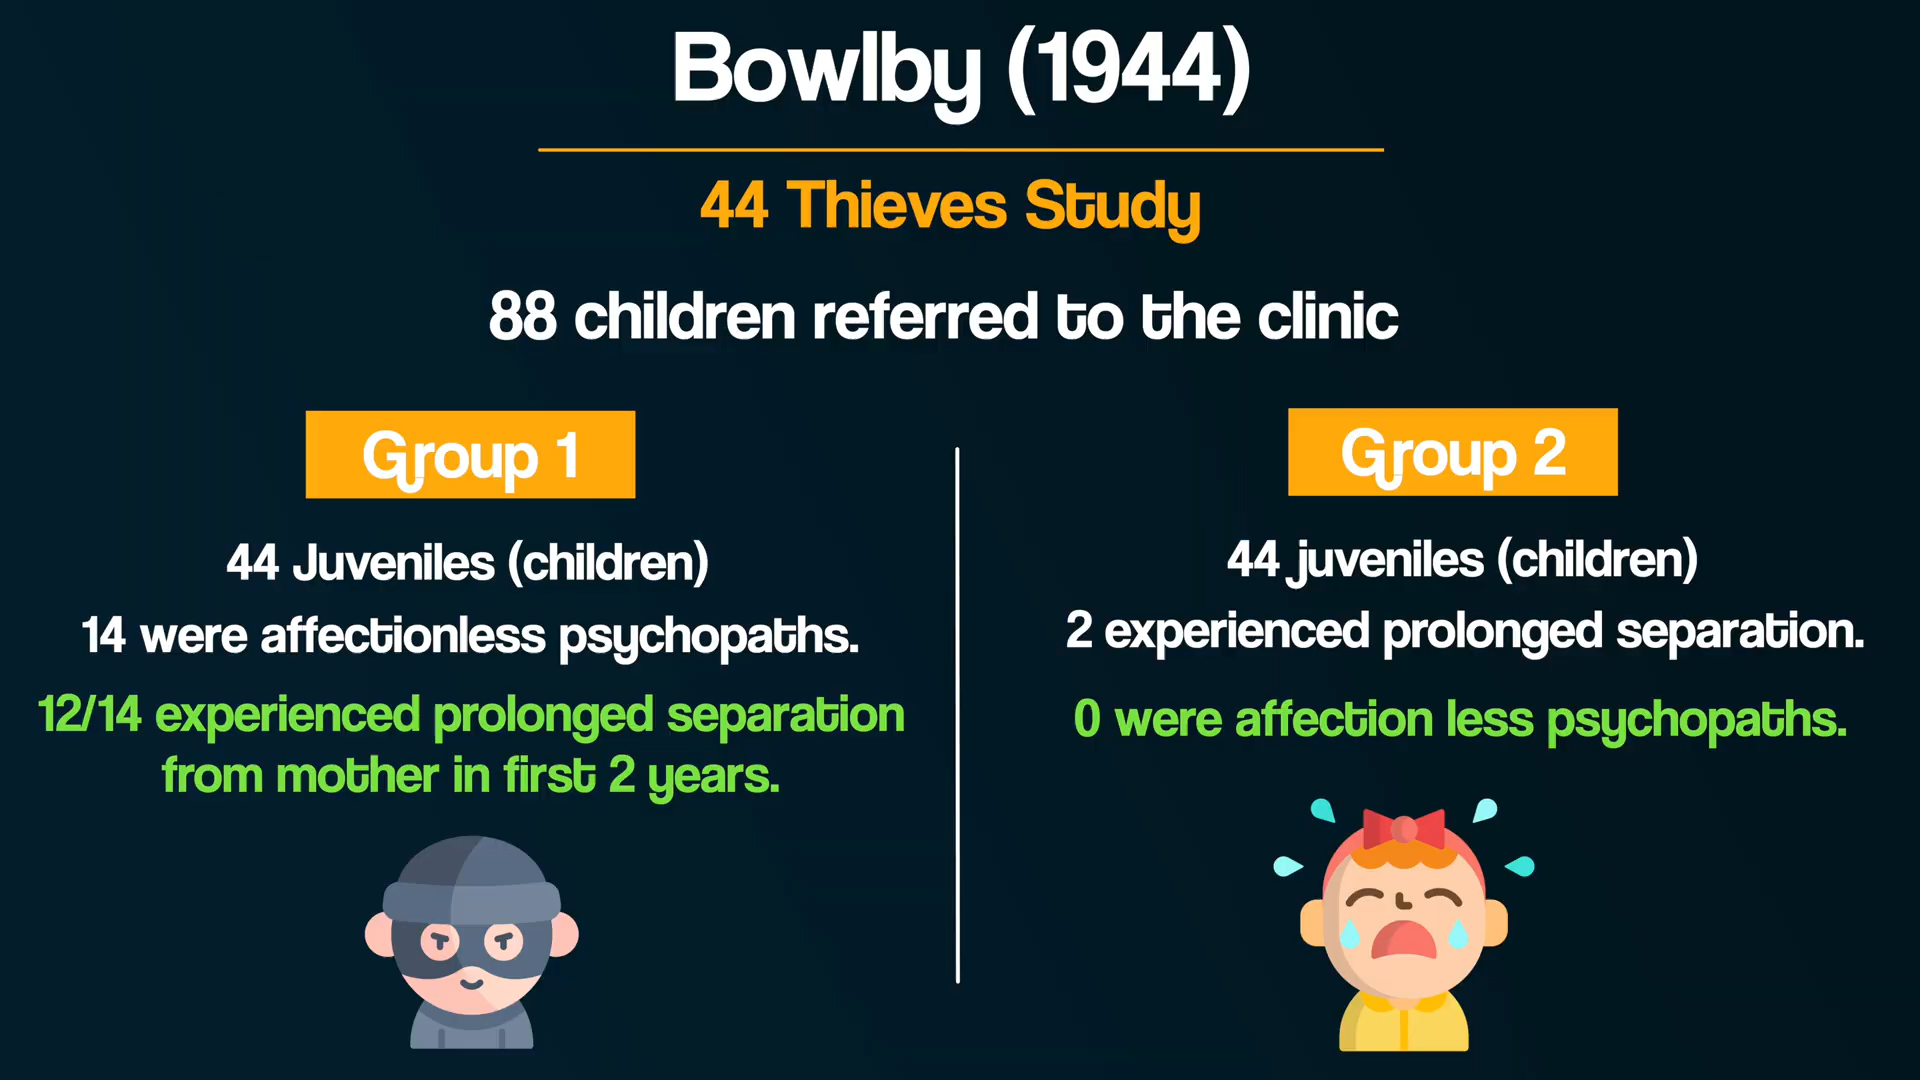 Bowlby (1944)
44 Thieves Study
88 children referred to the clinic
Group 1
44 Juveniles (children)
14 were affectionless psychopaths.
12/14 experienced prolonged separation
from mother in first 2 years.
Group 2
44 juveniles (children)
2 experienced prolonged separation.
0 were affection less psychopaths.